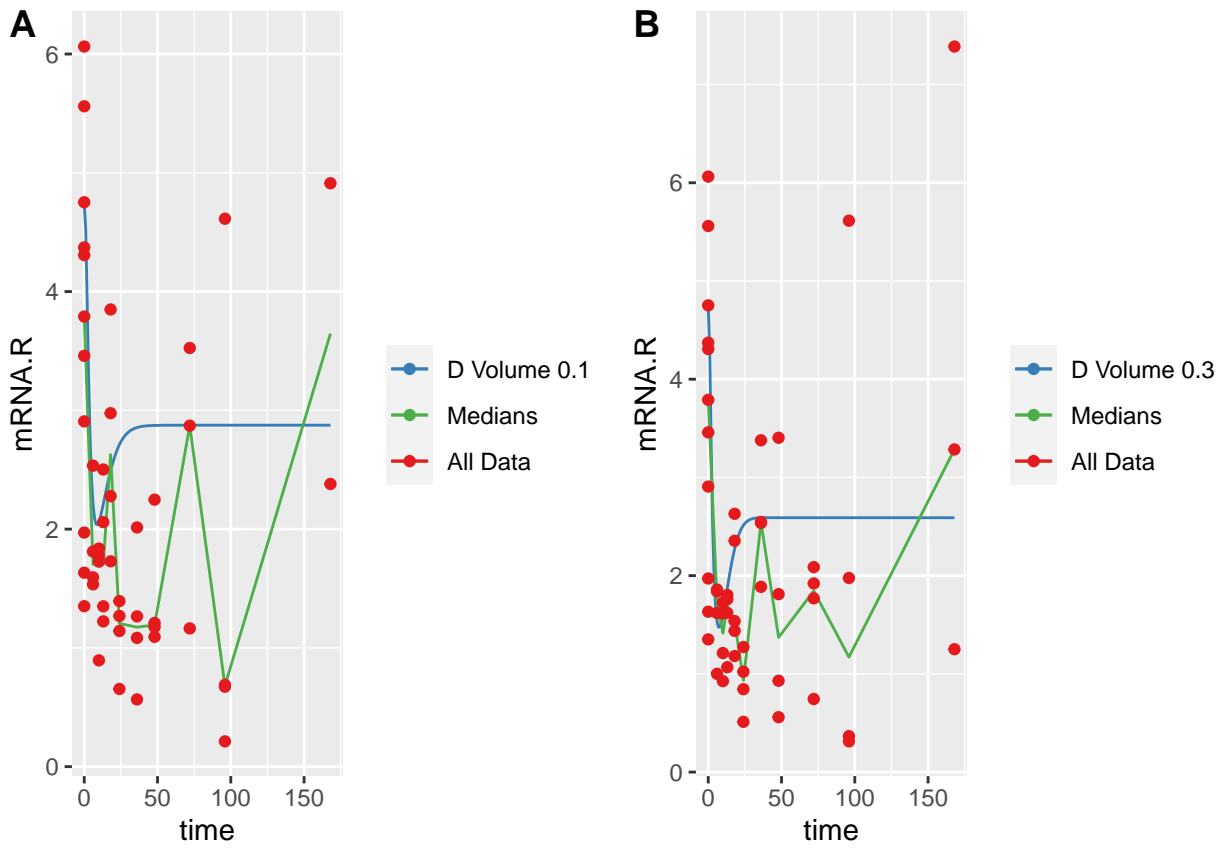 A
6
4
2
0
mRNA.R
0 50 100 150
time
D Volume 0.1
Medians
All Data
B
6
4
2
0
mRNA.R
0 50 100 150
time
D Volume 0.3
Medians
All Data